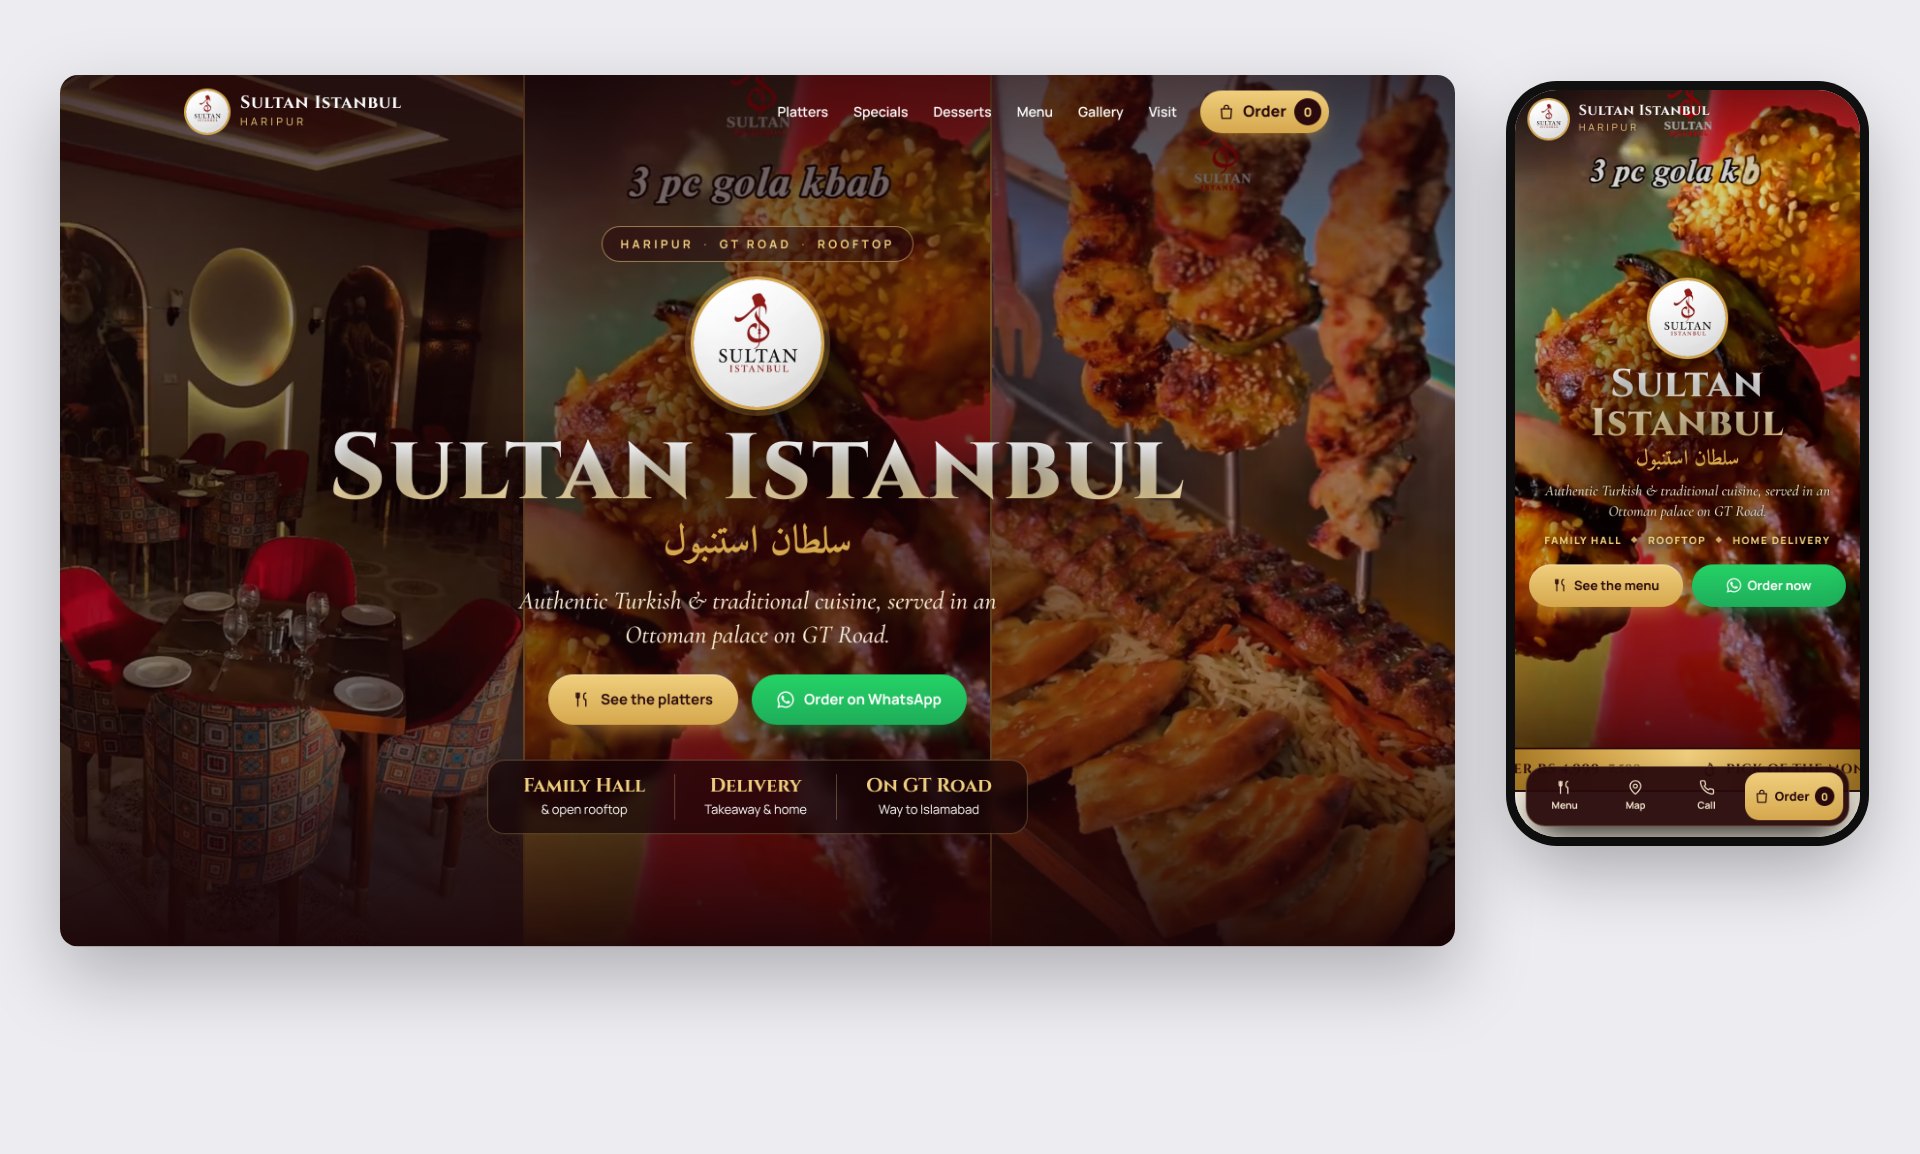 SULTAN ISTANBUL
HARIPUR
SULTAN
Platters Specials Desserts Menu Gallery Visit Order 0
SULTAN
ISTANBUL
3 pc gola kbab
HARIPUR · GT ROAD · ROOFTOP
SULTAN
ISTANBUL
SULTAN ISTANBUL
سلطان استنبول
Authentic Turkish & traditional cuisine, served in an
Ottoman palace on GT Road.
See the platters
Order on WhatsApp
FAMILY HALL
& open rooftop
DELIVERY
Takeaway & home
ON GT ROAD
Way to Islamabad
SULTAN ISTANBUL
HARIPUR
SULTAN
3 pc gola k b
SULTAN
ISTANBUL
SULTAN
ISTANBUL
سلطان استنبول
Authentic Turkish & traditional cuisine, served in an
Ottoman palace on GT Road.
FAMILY HALL ◆ ROOFTOP ◆ HOME DELIVERY
See the menu
Order now
Menu
Map
Call
Order 0